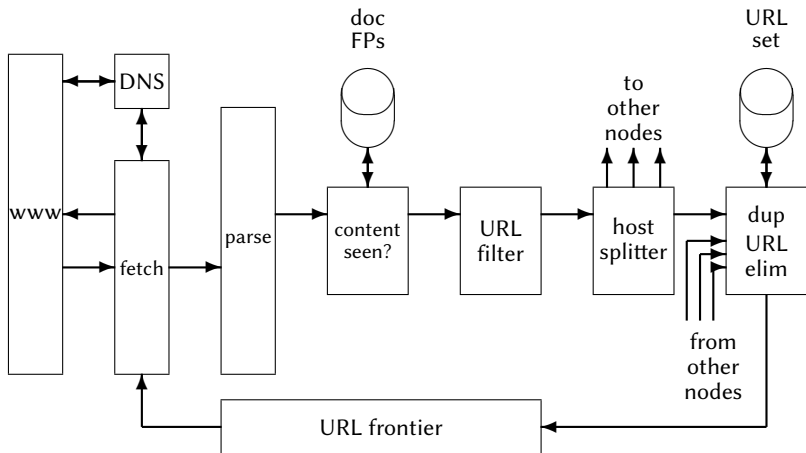 doc
FPs
URL
set
DNS
to
other
nodes
www
fetch
parse
content
seen?
URL
filter
host
splitter
dup
URL
elim
from
other
nodes
URL frontier